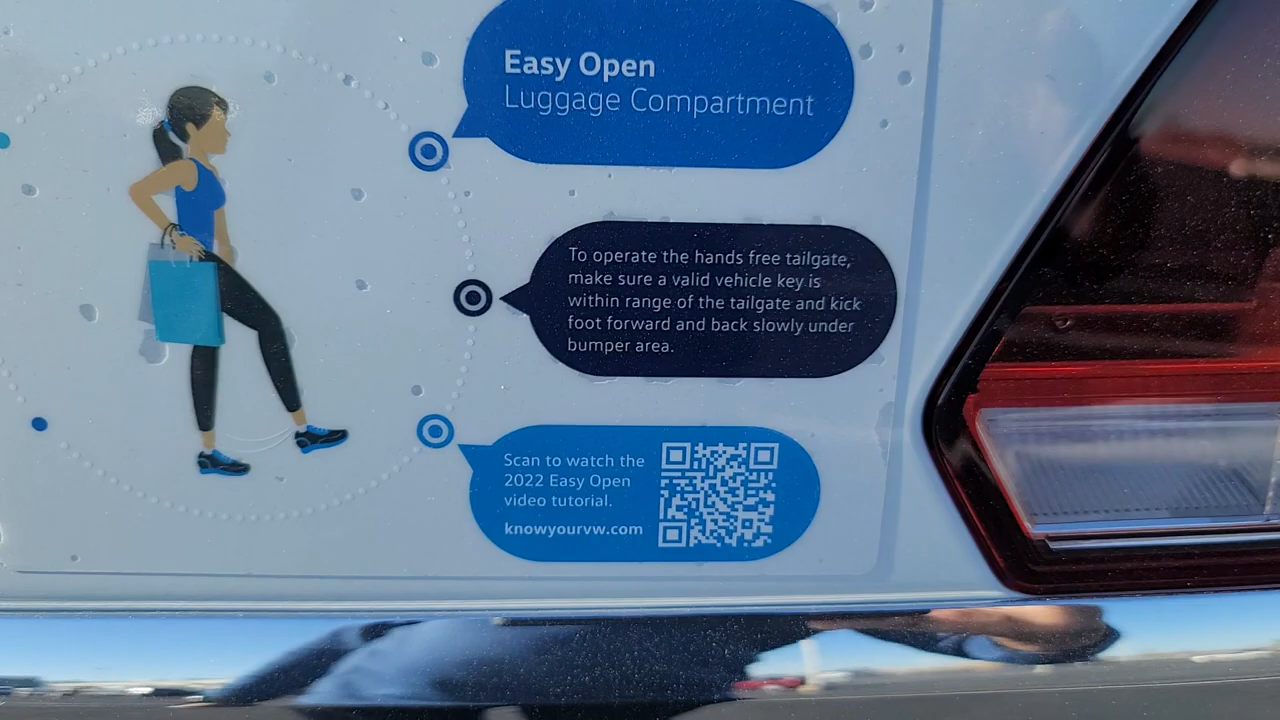 Easy Open
Luggage Compartment
To operate the hands free tailgate,
make sure a valid vehicle key is
within range of the tailgate and kick
foot forward and back slowly under
bumper area.
Scan to watch the
2022 Easy Open
video tutorial.
knowyourvw.com